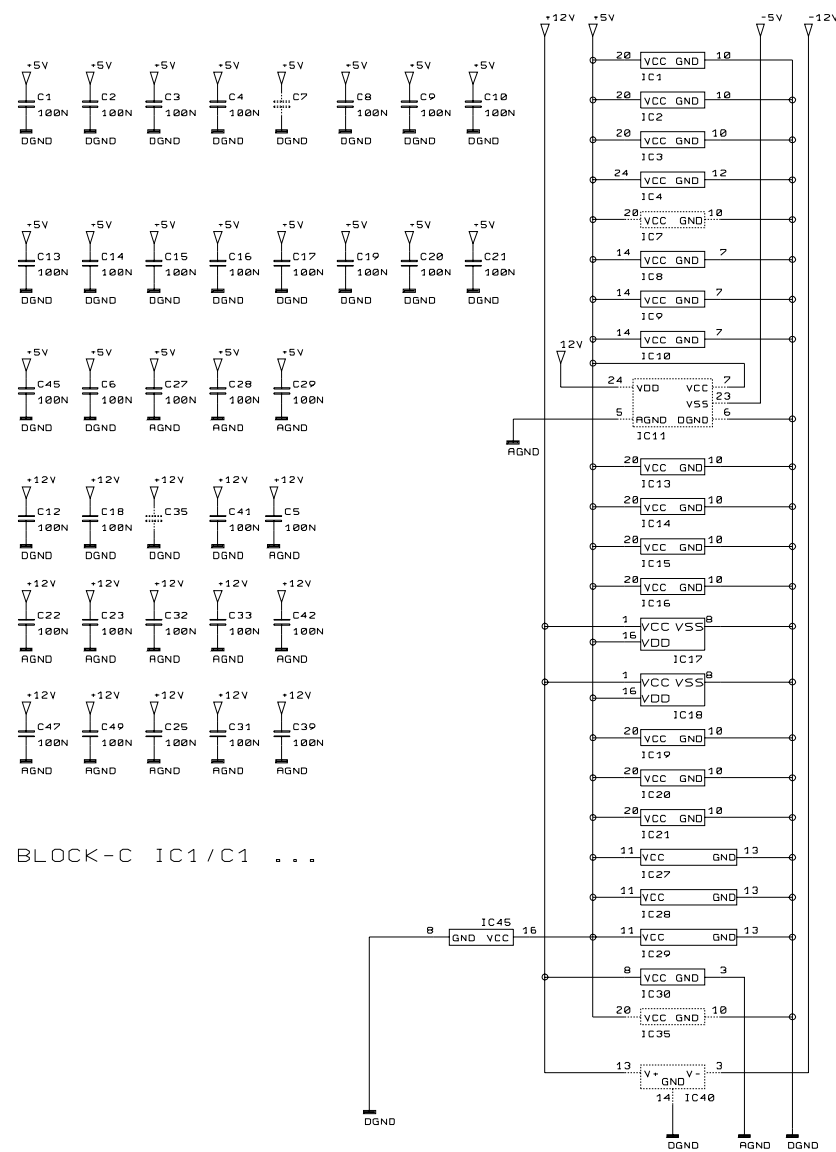 +12V +5V -5V -12V
+5V +5V +5V +5V +5V +5V +5V +5V
C1 C2 C3 C4 C7 C8 C9 C10
100N 100N 100N 100N 100N 100N 100N
DGND DGND DGND DGND DGND DGND DGND DGND
+5V +5V +5V +5V +5V +5V +5V +5V
C13 C14 C15 C16 C17 C19 C20 C21
100N 100N 100N 100N 100N 100N 100N 100N
DGND DGND DGND DGND DGND DGND DGND DGND
+5V +5V +5V +5V +5V
C45 C6 C27 C28 C29
100N 100N 100N 100N 100N
DGND DGND AGND AGND AGND
+12V +12V +12V +12V +12V
C12 C18 C35 C41 C5
100N 100N 100N 100N
DGND DGND DGND DGND AGND
+12V +12V +12V +12V +12V
C22 C23 C32 C33 C42
100N 100N 100N 100N 100N
AGND AGND AGND AGND AGND
+12V +12V +12V +12V +12V
C47 C49 C25 C31 C39
100N 100N 100N 100N 100N
AGND AGND AGND AGND AGND
BLOCK-C IC1/C1 ...
20 VCC GND 10
IC1
20 VCC GND 10
IC2
20 VCC GND 10
IC3
24 VCC GND 12
IC4
20 VCC GND 10
IC7
14 VCC GND 7
IC8
14 VCC GND 7
IC9
14 VCC GND 7
IC10
12V
24 VDD VCC 7
VSS 23
5 AGND DGND 6
IC11
AGND
20 VCC GND 10
IC13
20 VCC GND 10
IC14
20 VCC GND 10
IC15
20 VCC GND 10
IC16
1 VCC VSS 8
16 VDD
IC17
1 VCC VSS 8
16 VDD
IC18
20 VCC GND 10
IC19
20 VCC GND 10
IC20
20 VCC GND 10
IC21
11 VCC GND 13
IC27
11 VCC GND 13
IC28
IC45
8 GND VCC 16
11 VCC GND 13
IC29
8 VCC GND 3
IC30
20 VCC GND 10
IC35
13 V+ V- 3
GND
14 IC40
DGND
DGND AGND DGND